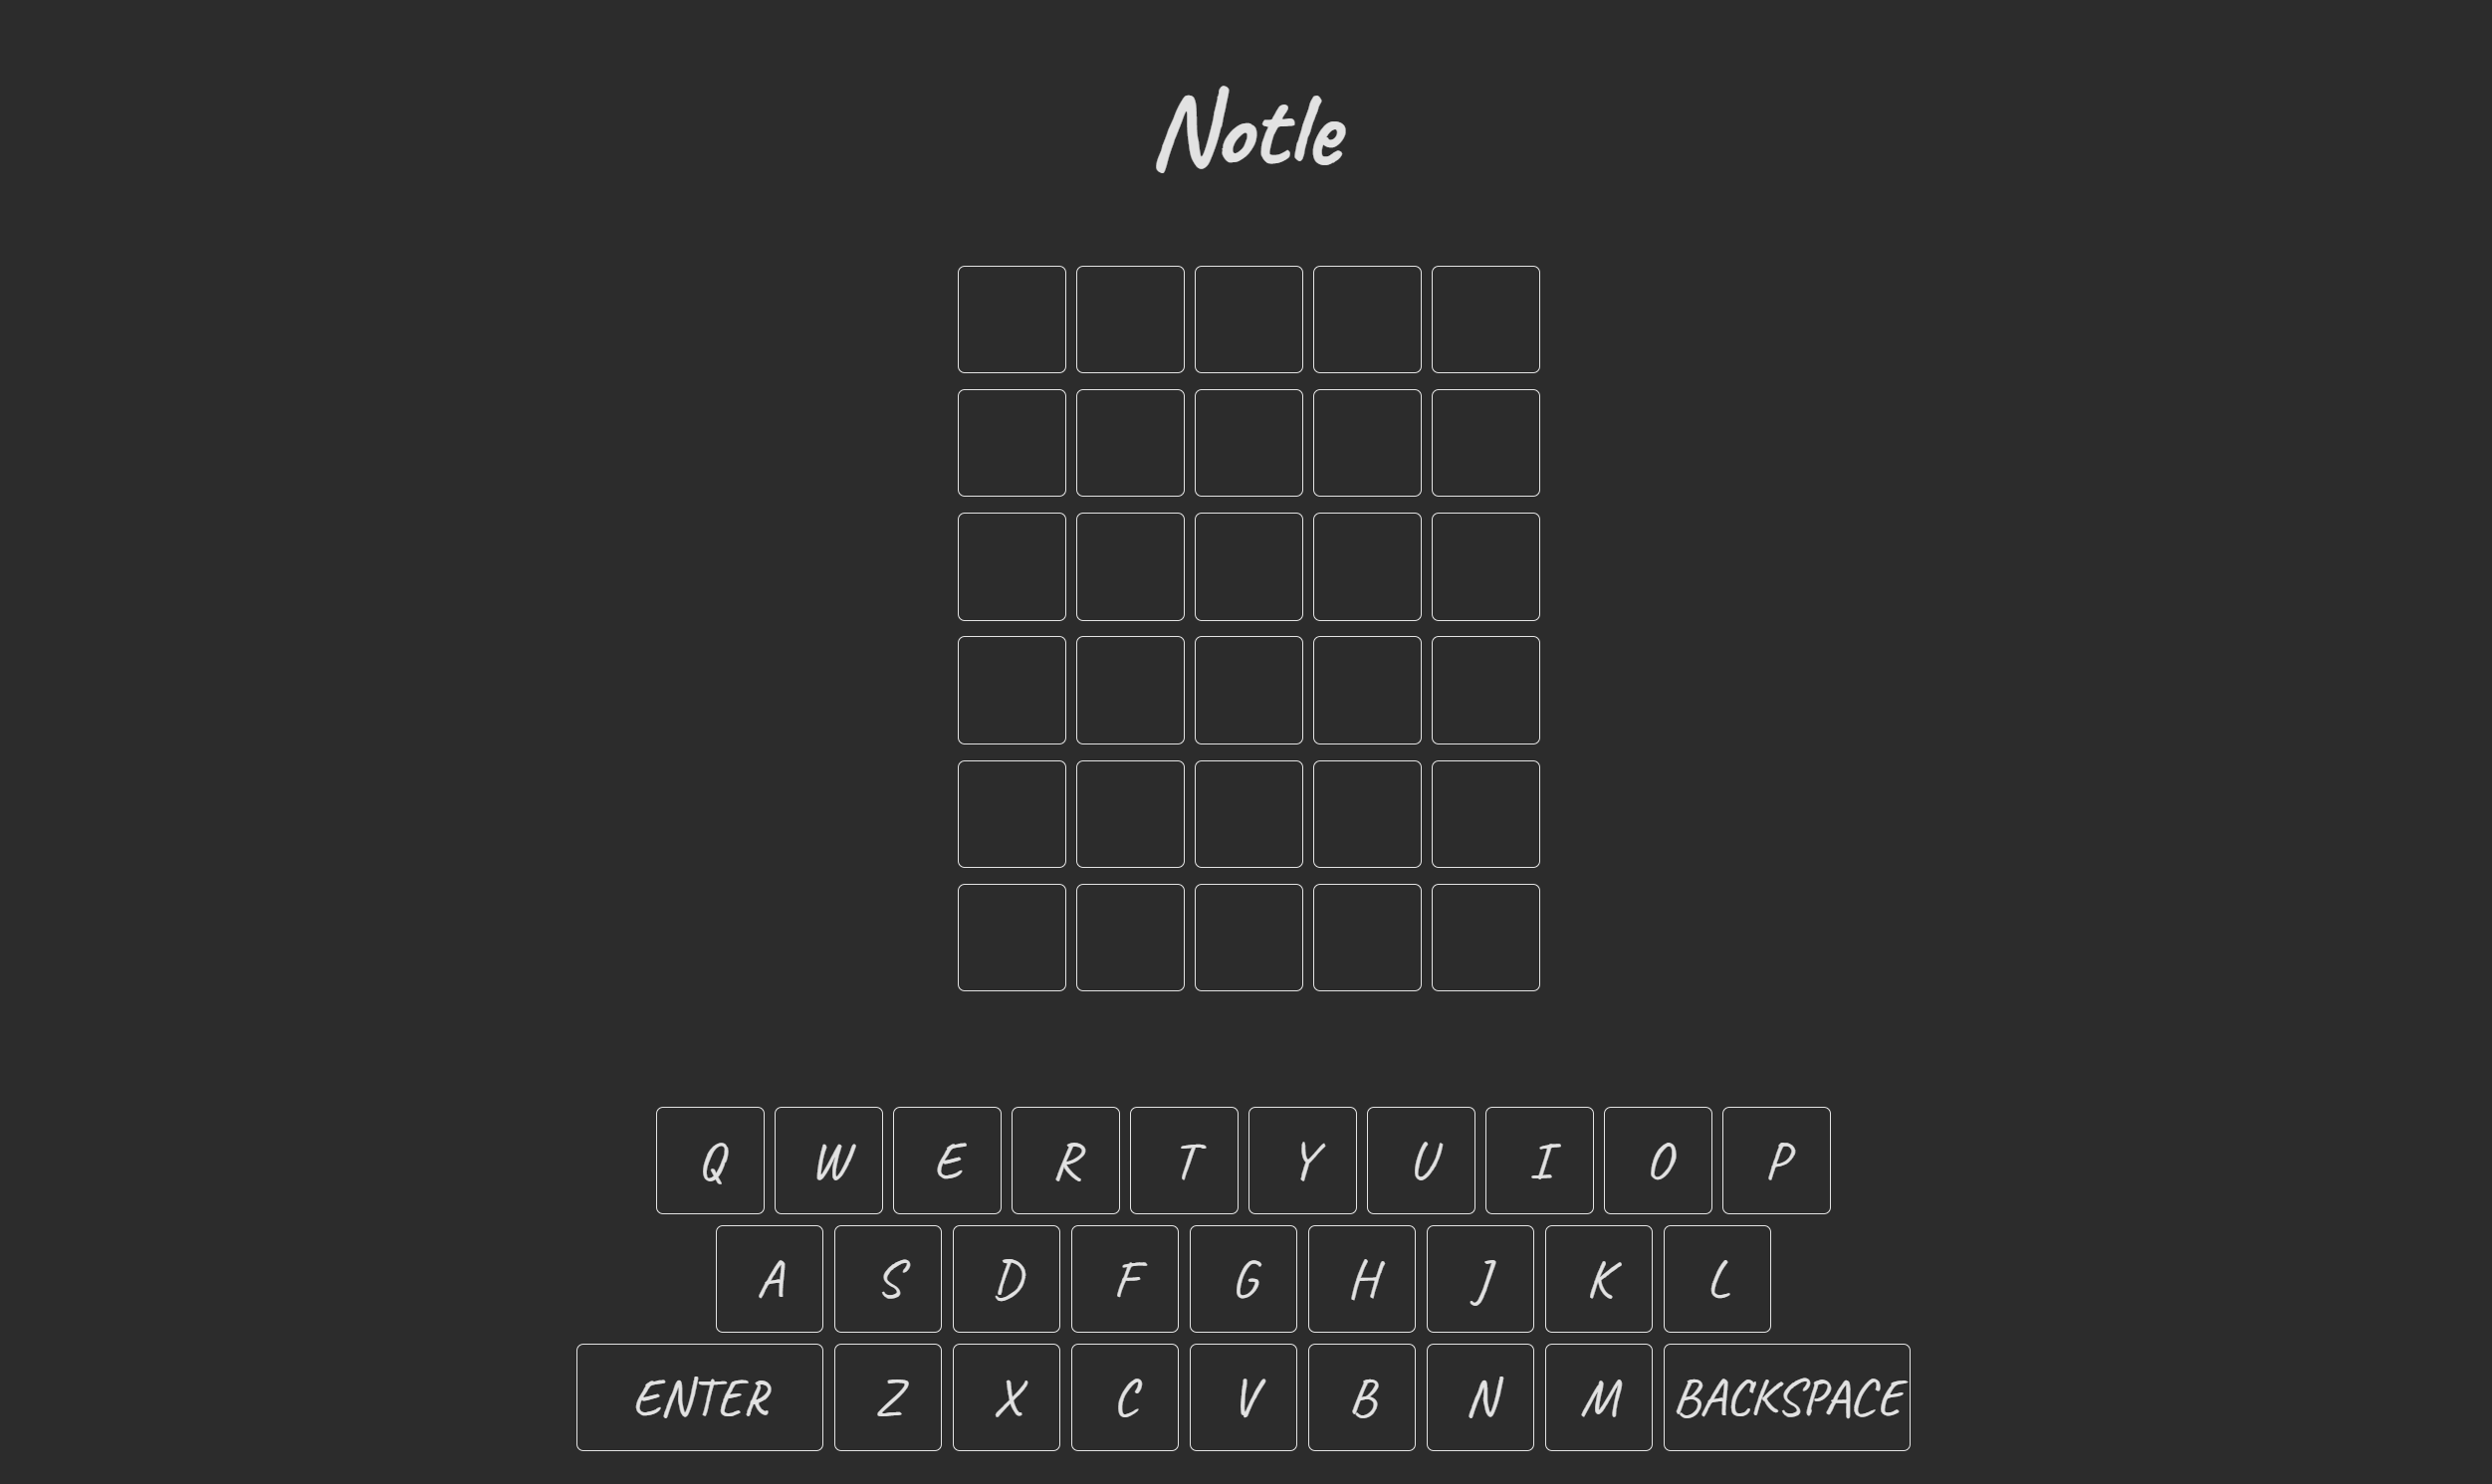 Notle
Q W E R T Y U I O P
A S D F G H J K L
ENTER Z X C V B N M BACKSPACE